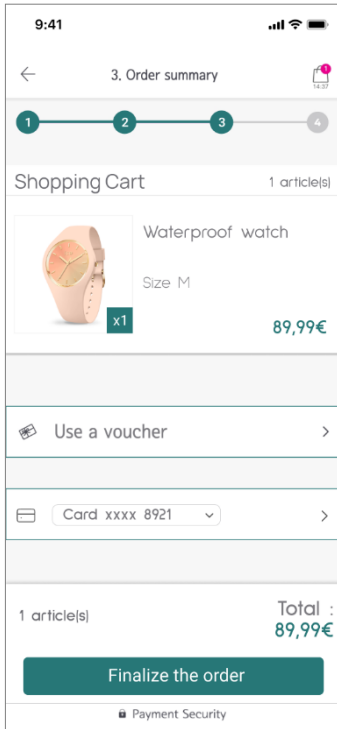 9:41
3. Order summary
1
14:37
1 2 3 4
Shopping Cart 1 article(s)
Waterproof watch
Size M
x1
89,99€
Use a voucher
Card xxxx 8921
1 article(s) Total :
89,99€
Finalize the order
Payment Security